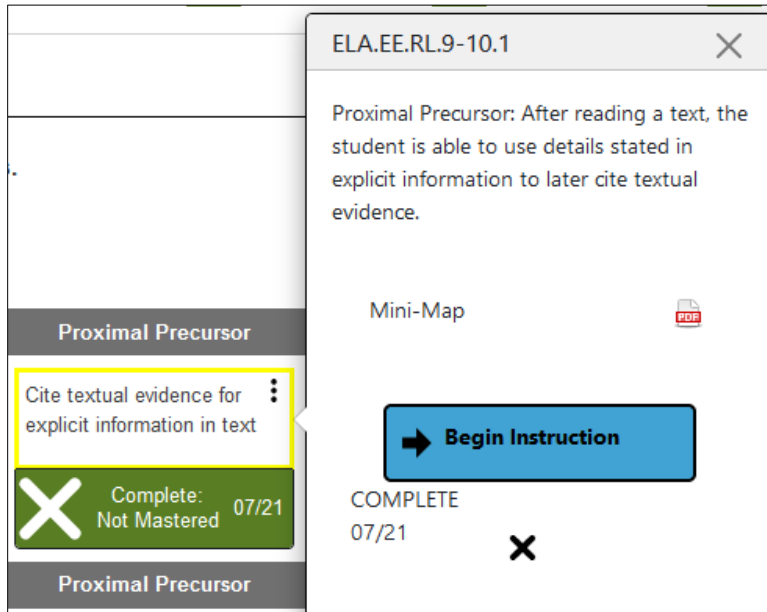 s.
Proximal Precursor
Cite textual evidence for
explicit information in text
Complete:
Not Mastered
07/21
Proximal Precursor
ELA.EE.RL.9-10.1
Proximal Precursor: After reading a text, the
student is able to use details stated in
explicit information to later cite textual
evidence.
Mini-Map
PDF
Begin Instruction
COMPLETE
07/21